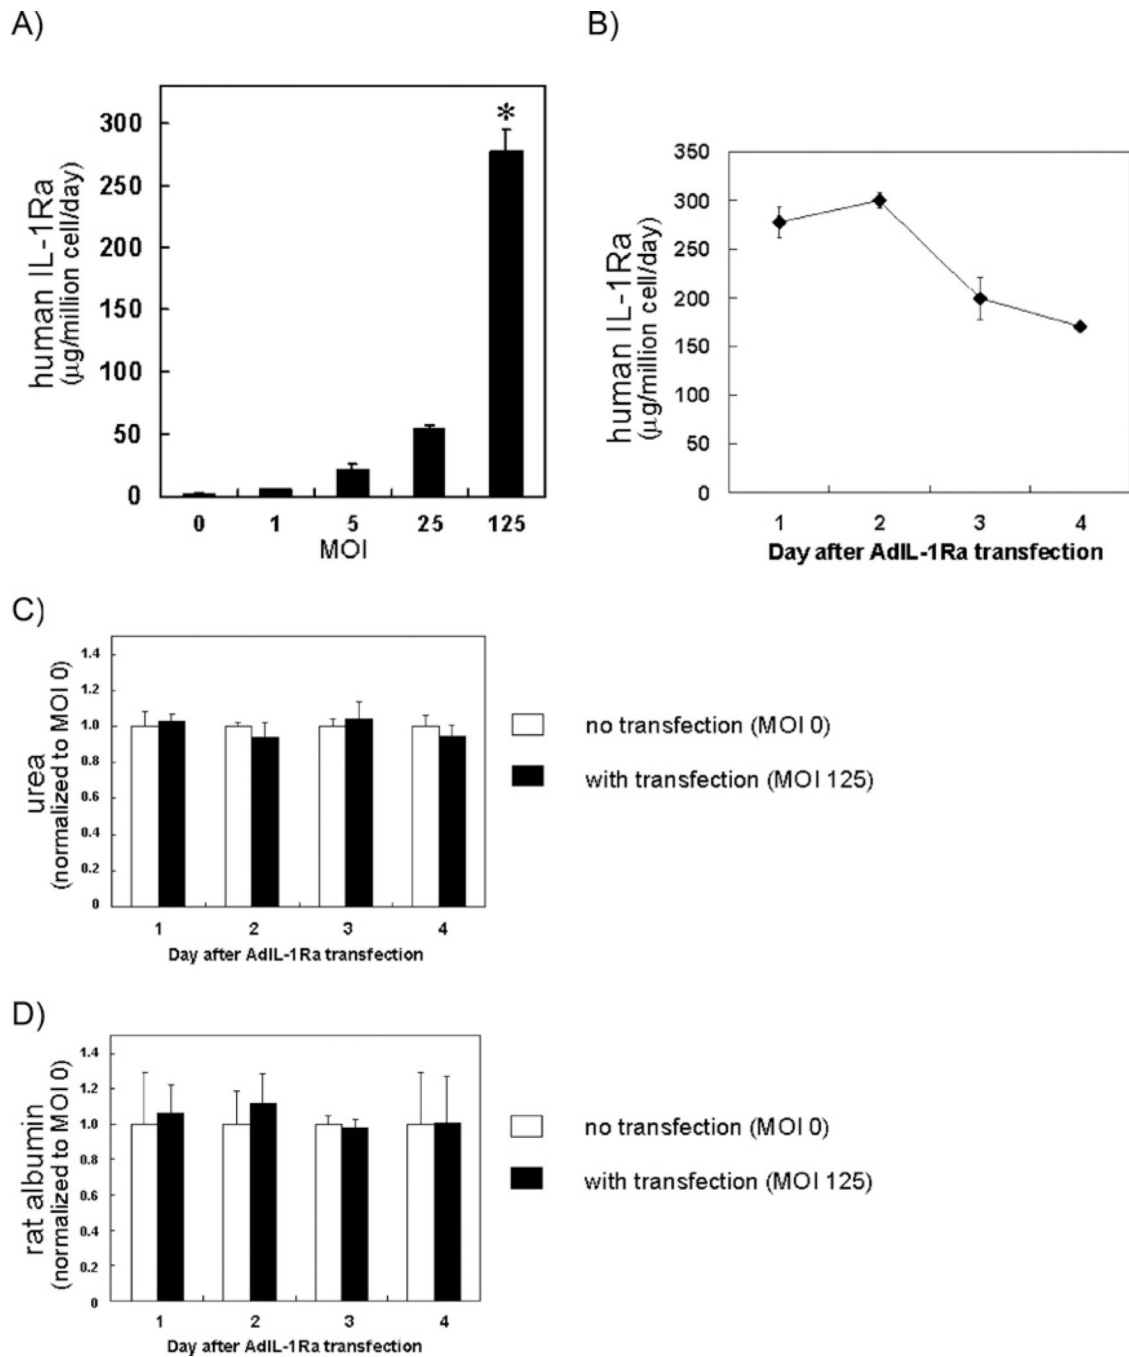 A)
human IL-1Ra
(μg/million cell/day)
300
250
200
150
100
50
0
*
0 1 5 25 125
MOI
B)
human IL-1Ra
(μg/million cell/day)
350
300
250
200
150
100
50
0
1 2 3 4
Day after AdIL-1Ra transfection
C)
urea
(normalized to MOI 0)
1.4
1.2
1.0
0.8
0.6
0.4
0.2
0
1 2 3 4
Day after AdIL-1Ra transfection
no transfection (MOI 0)
with transfection (MOI 125)
D)
rat albumin
(normalized to MOI 0)
1.4
1.2
1.0
0.8
0.6
0.4
0.2
0
1 2 3 4
Day after AdIL-1Ra transfection
no transfection (MOI 0)
with transfection (MOI 125)